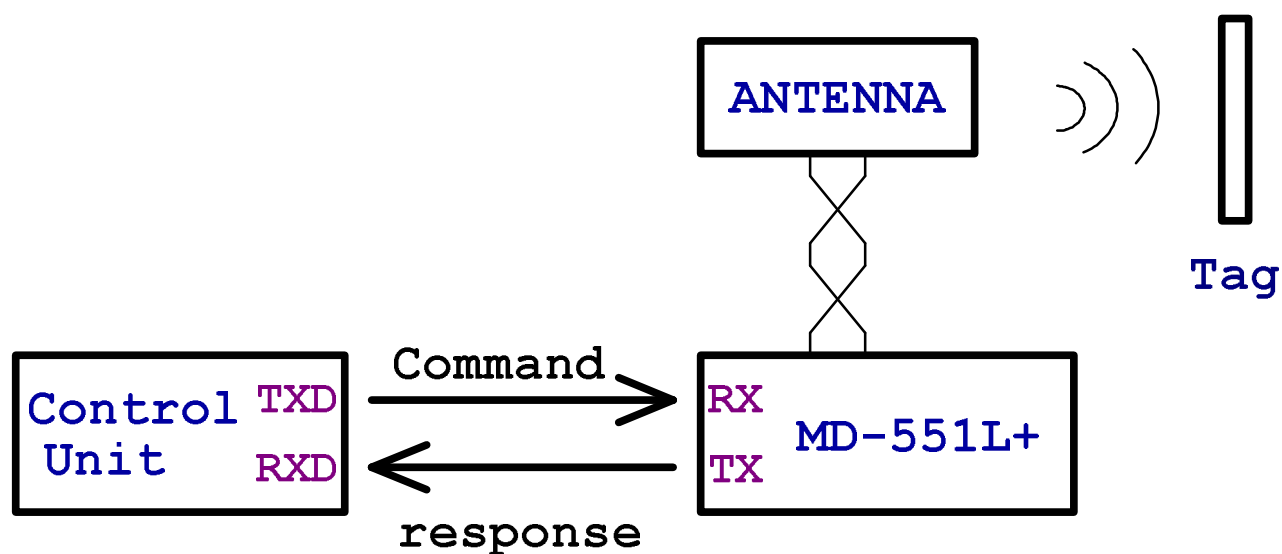 ANTENNA
Tag
Command
Control
Unit
TXD
RXD
RX
TX
MD-551L+
response